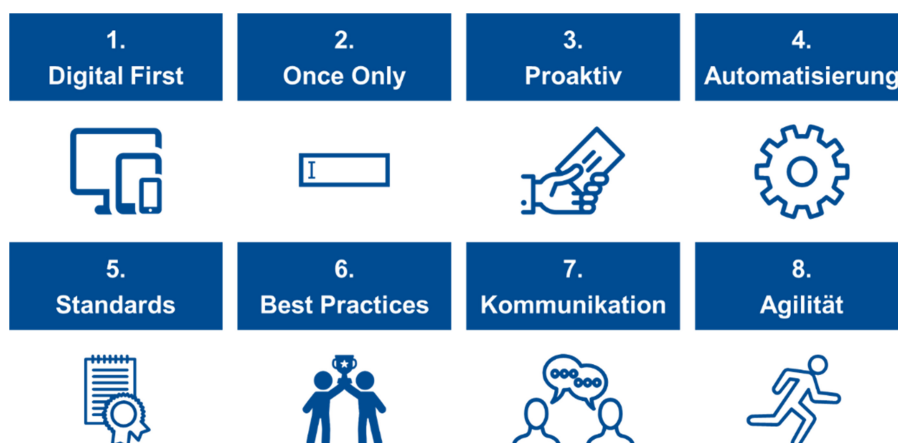 1.
Digital First
2.
Once Only
3.
Proaktiv
4.
Automatisierung
5.
Standards
6.
Best Practices
7.
Kommunikation
8.
Agilität